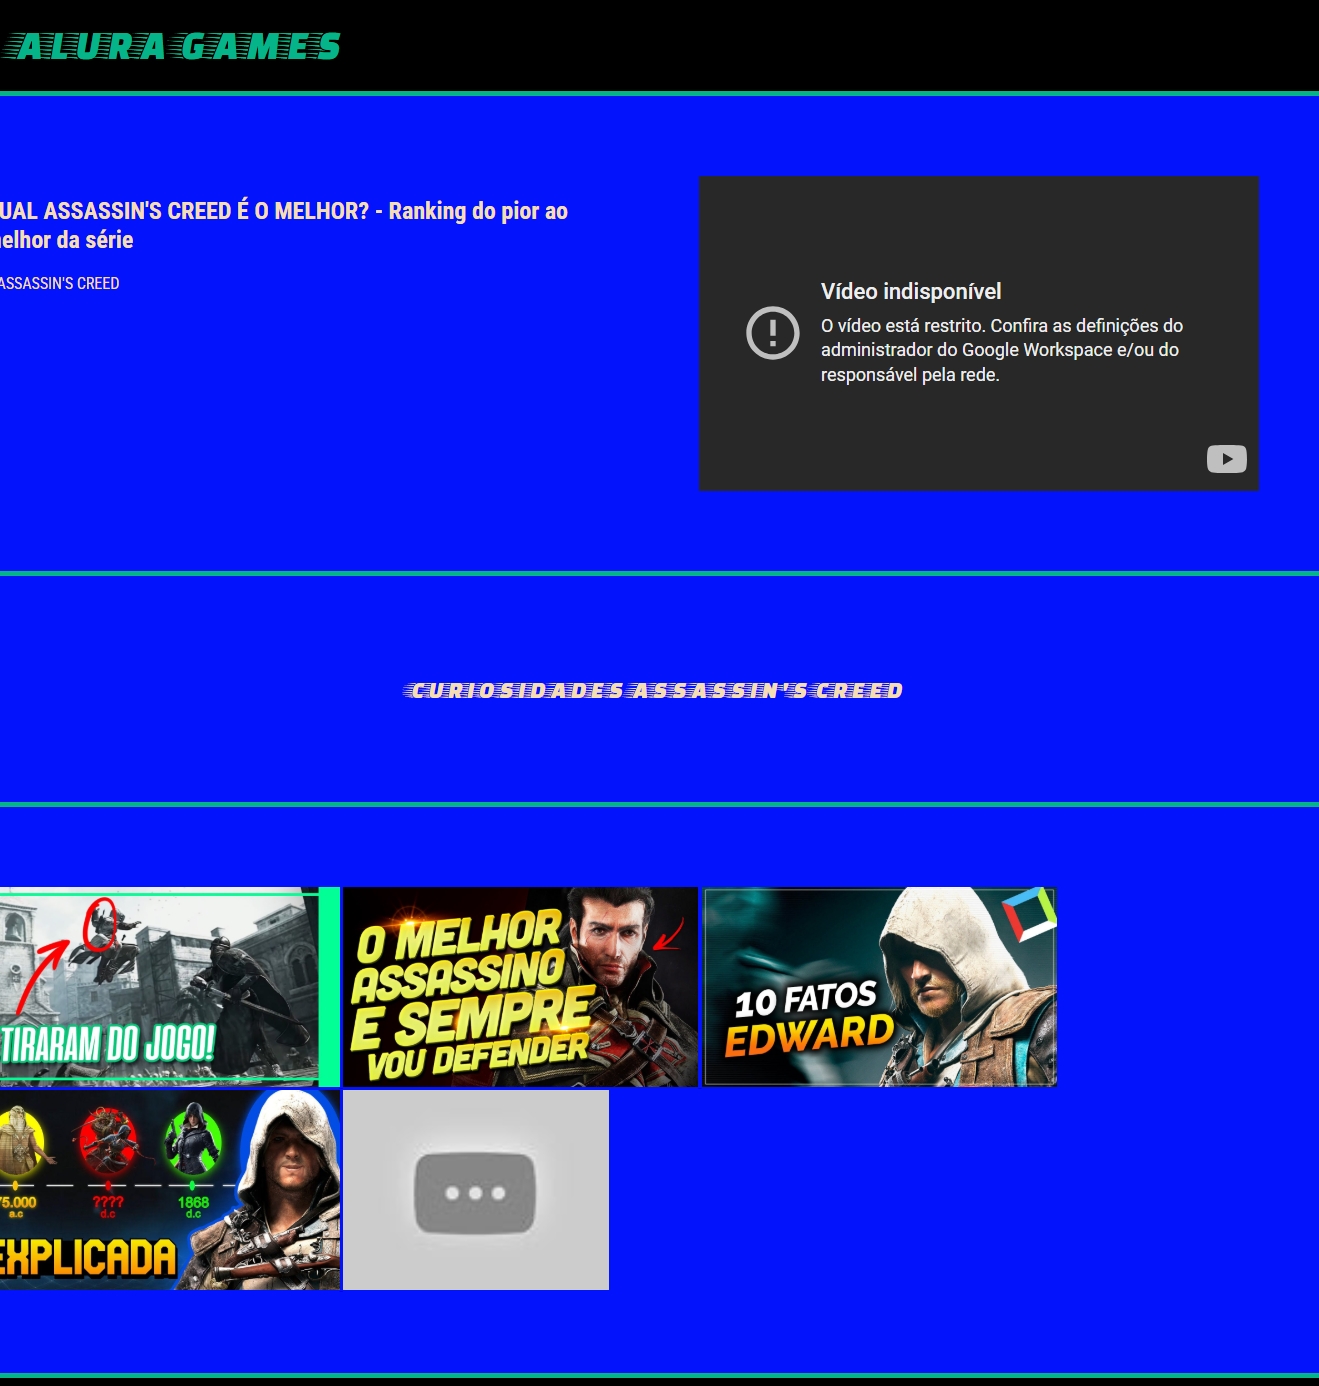 ALURA GAMES
UAL ASSASSIN'S CREED É O MELHOR? - Ranking do pior ao
elhor da série
ASSASSIN'S CREED
Vídeo indisponível
O vídeo está restrito. Confira as definições do
administrador do Google Workspace e/ou do
responsável pela rede.
CURIOSIDADES ASSASSIN'S CREED
TIRARAM DO JOGO!
O MELHOR
ASSASSINO
E SEMPRE
VOU DEFENDER
10 FATOS
EDWARD
75.000
a.c
????
d.c
1868
d.c
EXPLICADA